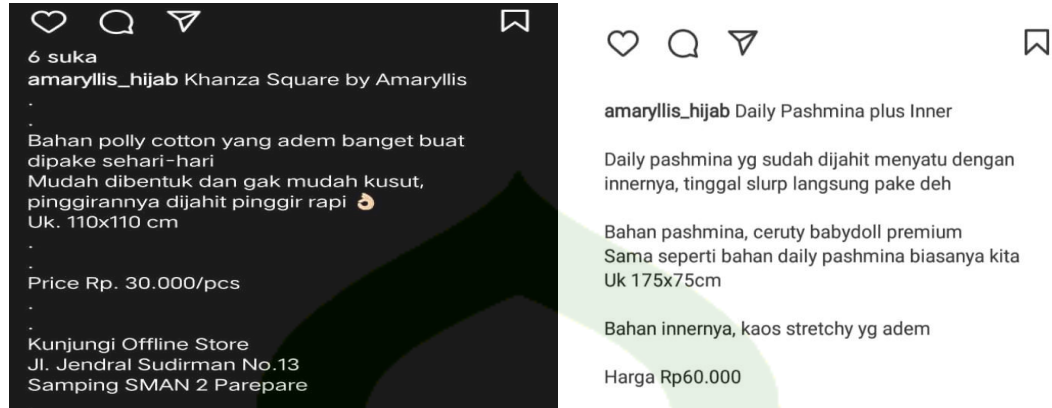 6 suka
amaryllis_hijab Khanza Square by Amaryllis
.
.
Bahan polly cotton yang adem banget buat
dipake sehari-hari
Mudah dibentuk dan gak mudah kusut,
pinggirannya dijahit pinggir rapi 👌🏻
Uk. 110x110 cm
.
.
Price Rp. 30.000/pcs
.
.
Kunjungi Offline Store
Jl. Jendral Sudirman No.13
Samping SMAN 2 Parepare
amaryllis_hijab Daily Pashmina plus Inner
Daily pashmina yg sudah dijahit menyatu dengan
innernya, tinggal slurp langsung pake deh
Bahan pashmina, ceruty babydoll premium
Sama seperti bahan daily pashmina biasanya kita
Uk 175x75cm
Bahan innernya, kaos stretchy yg adem
Harga Rp60.000